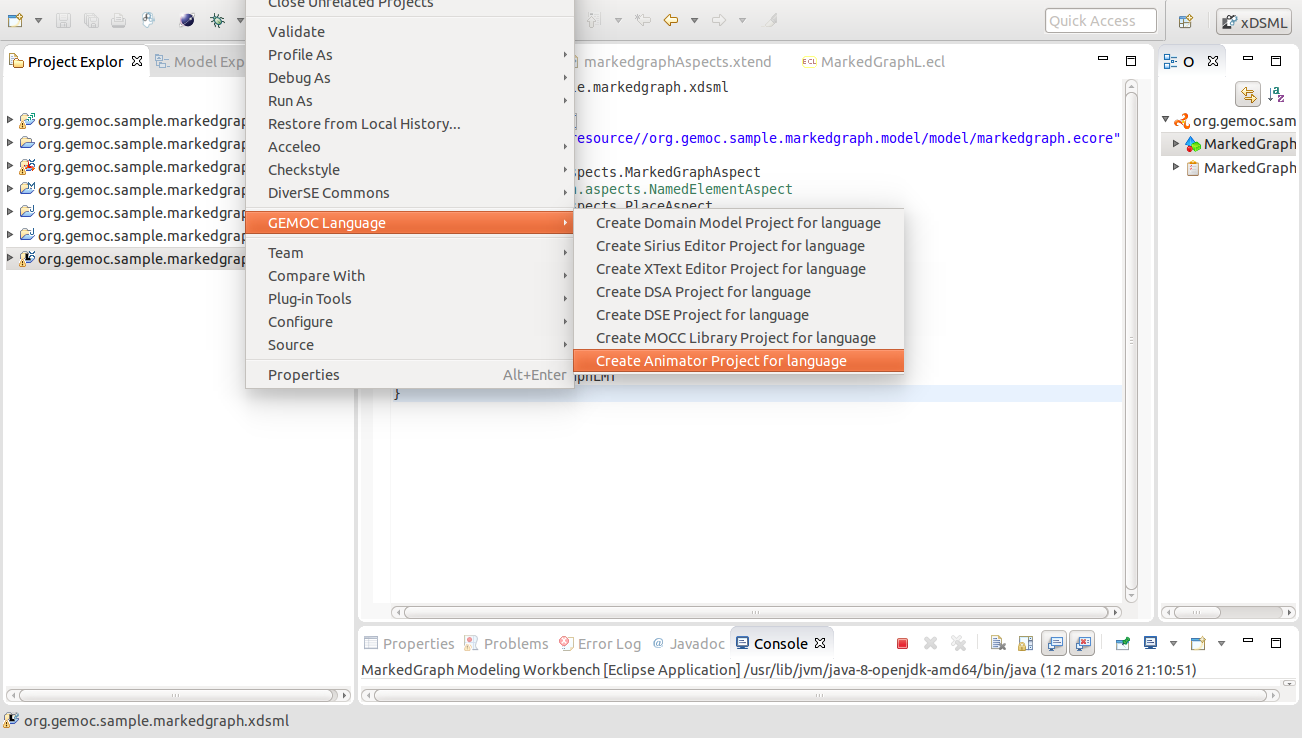 Close Unrelated Projects
Quick Access
xDSML
Project Explor
Model Exp
Validate
Profile As
Debug As
Run As
Restore from Local History...
Acceleo
Checkstyle
DiverSE Commons
GEMOC Language
Team
Compare With
Plug-in Tools
Configure
Source
Properties Alt+Enter
Create Domain Model Project for language
Create Sirius Editor Project for language
Create XText Editor Project for language
Create DSA Project for language
Create DSE Project for language
Create MOCC Library Project for language
Create Animator Project for language
org.gemoc.sample.markedgrap
org.gemoc.sample.markedgrap
org.gemoc.sample.markedgrap
org.gemoc.sample.markedgrap
org.gemoc.sample.markedgrap
org.gemoc.sample.markedgrap
org.gemoc.sample.markedgrap
markedgraphAspects.xtend
ECL MarkedGraphL.ecl
le.markedgraph.xdsml
resource//org.gemoc.sample.markedgraph.model/model/markedgraph.ecore"
spects.MarkedGraphAspect
.aspects.NamedElementAspect
spects.PlaceAspect
}
O
org.gemoc.sam
MarkedGraph
MarkedGraph
Properties
Problems
Error Log
@ Javadoc
Console
MarkedGraph Modeling Workbench [Eclipse Application] /usr/lib/jvm/java-8-openjdk-amd64/bin/java (12 mars 2016 21:10:51)
org.gemoc.sample.markedgraph.xdsml